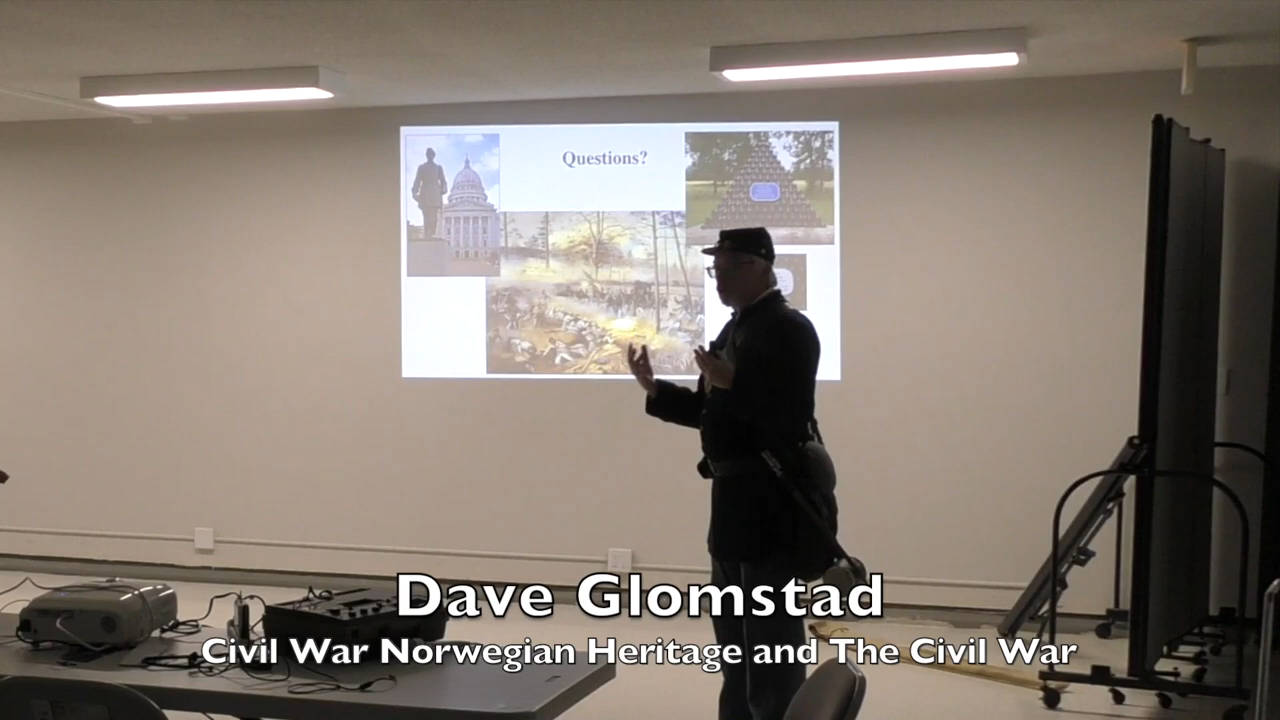 Questions?
Dave Glomstad
Civil War Norwegian Heritage and The Civil War